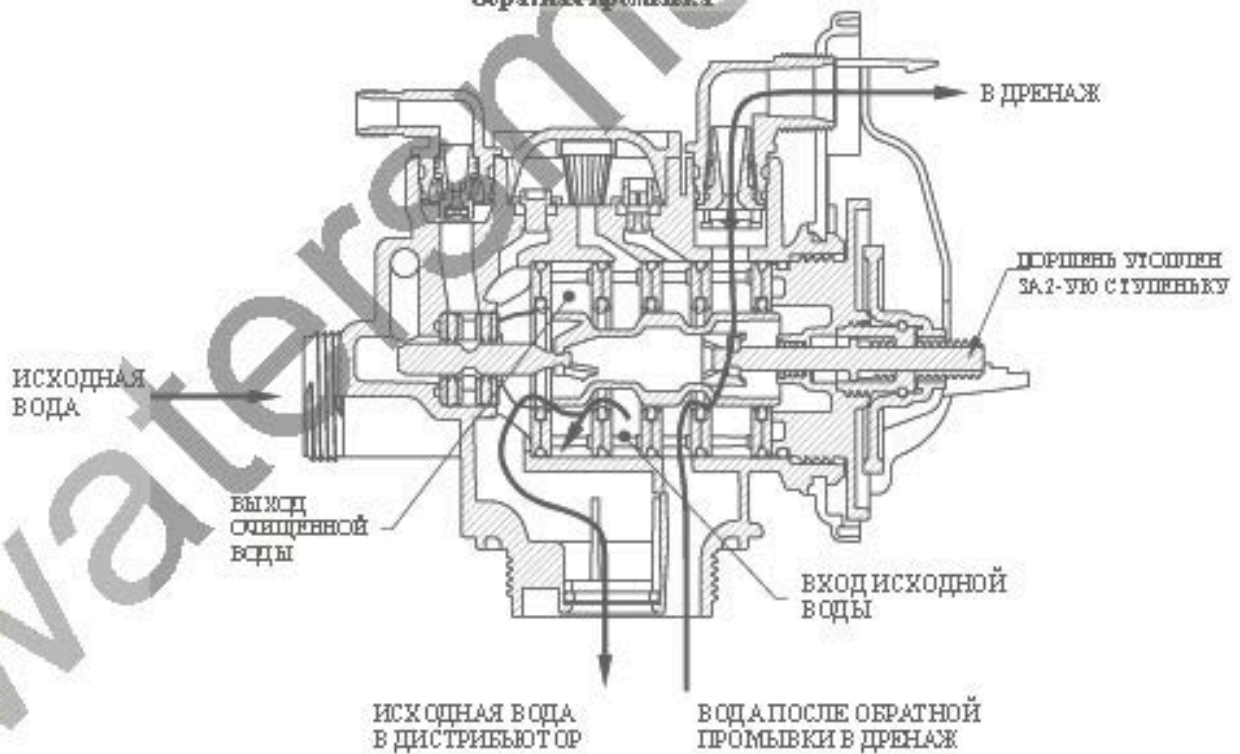 В ДРЕНАЖ
ПОРШЕНЬ УТОПЛЕН
ЗА 2-УЮ СТУПЕНЬКУ
ИСХОДНАЯ
ВОДА
ВЫХОД
ОЧИЩЕННОЙ
ВОДЫ
ВХОД ИСХОДНОЙ
ВОДЫ
ИСХОДНАЯ ВОДА
В ДИСТРИБЬЮТОР
ВОДА ПОСЛЕ ОБРАТНОЙ
ПРОМЫВКИ В ДРЕНАЖ
watersm